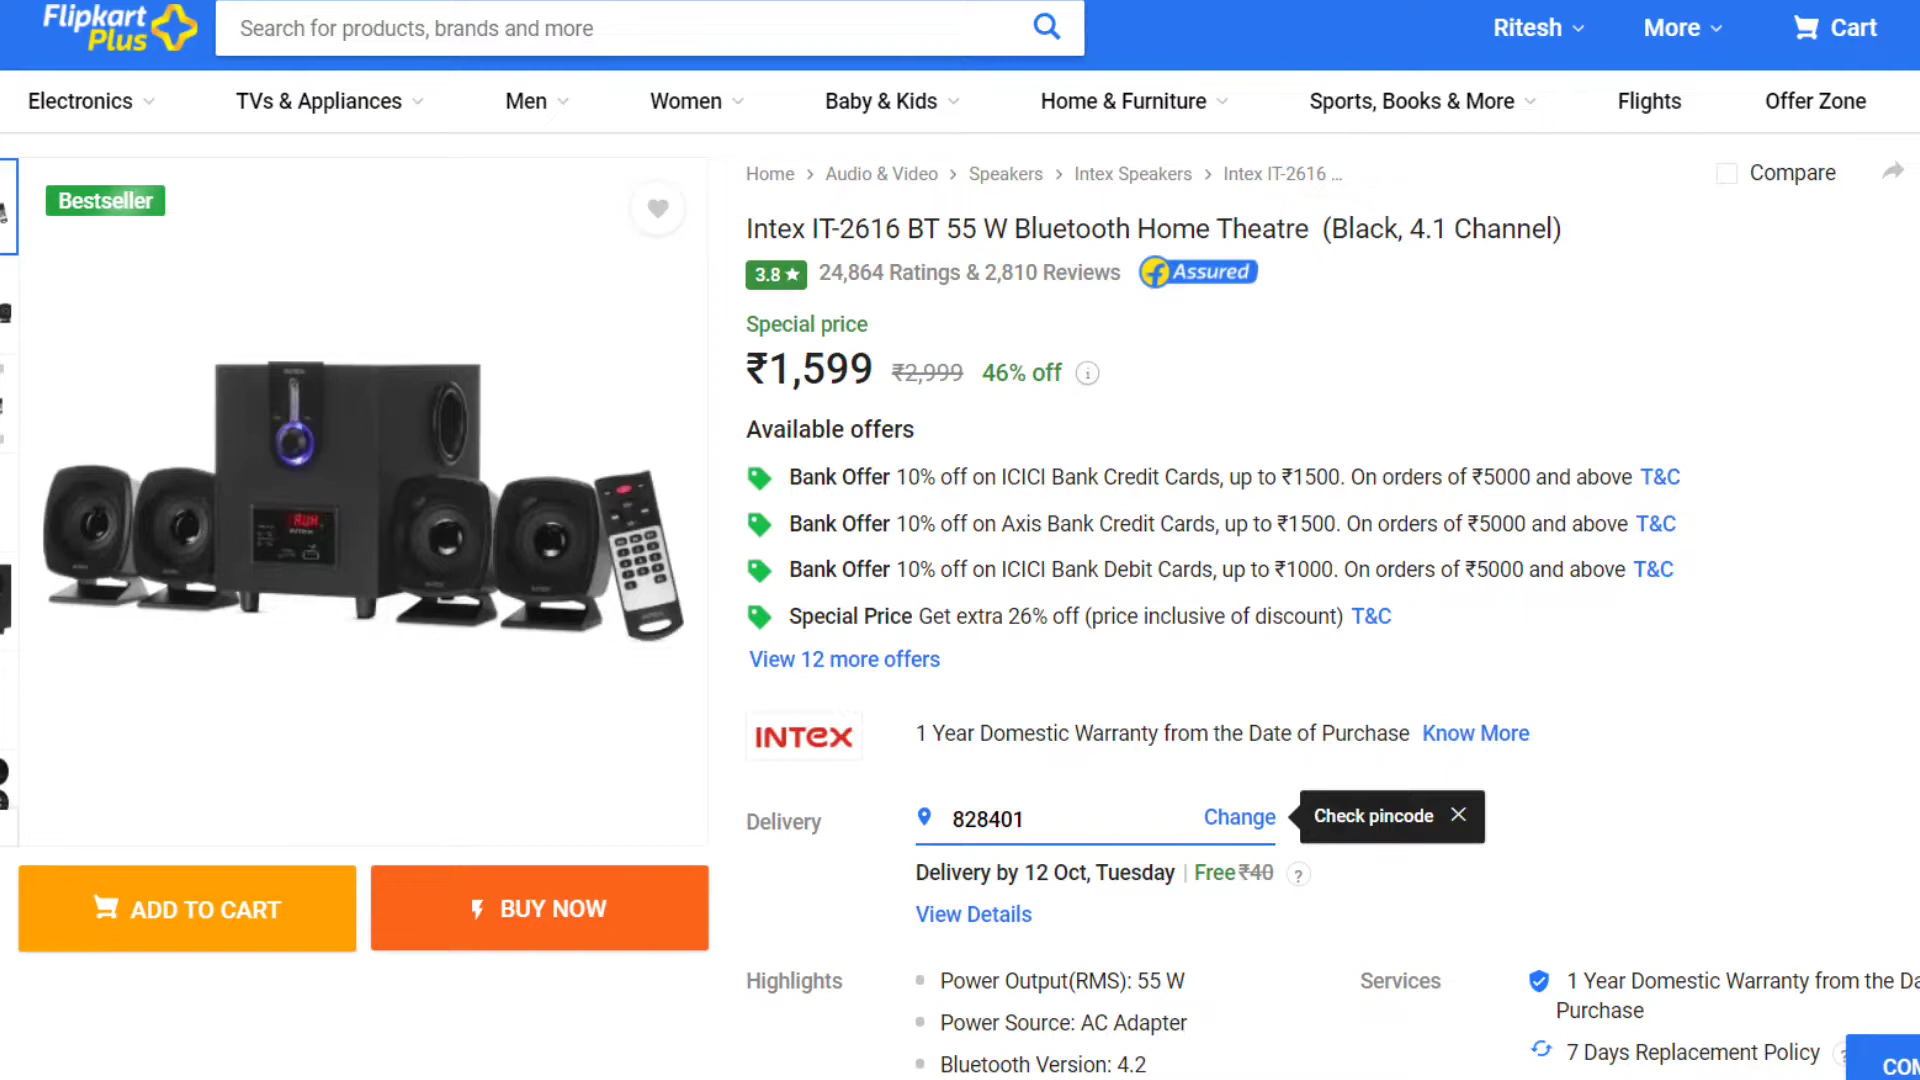 Flipkart
Plus
Search for products, brands and more
Ritesh
More
Cart
Electronics
TVs & Appliances
Men
Women
Baby & Kids
Home & Furniture
Sports, Books & More
Flights
Offer Zone
Bestseller
Home > Audio & Video > Speakers > Intex Speakers > Intex IT-2616 ...
Compare
Intex IT-2616 BT 55 W Bluetooth Home Theatre (Black, 4.1 Channel)
3.8 ★ 24,864 Ratings & 2,810 Reviews
Assured
Special price
₹1,599 ₹2,999 46% off
Available offers
Bank Offer 10% off on ICICI Bank Credit Cards, up to ₹1500. On orders of ₹5000 and above T&C
Bank Offer 10% off on Axis Bank Credit Cards, up to ₹1500. On orders of ₹5000 and above T&C
Bank Offer 10% off on ICICI Bank Debit Cards, up to ₹1000. On orders of ₹5000 and above T&C
Special Price Get extra 26% off (price inclusive of discount) T&C
View 12 more offers
INTEX
1 Year Domestic Warranty from the Date of Purchase Know More
Delivery
828401
Change
Check pincode
Delivery by 12 Oct, Tuesday | Free ₹40 ?
View Details
ADD TO CART
BUY NOW
Highlights
Power Output(RMS): 55 W
Power Source: AC Adapter
Bluetooth Version: 4.2
Services
1 Year Domestic Warranty from the Da
Purchase
7 Days Replacement Policy ?